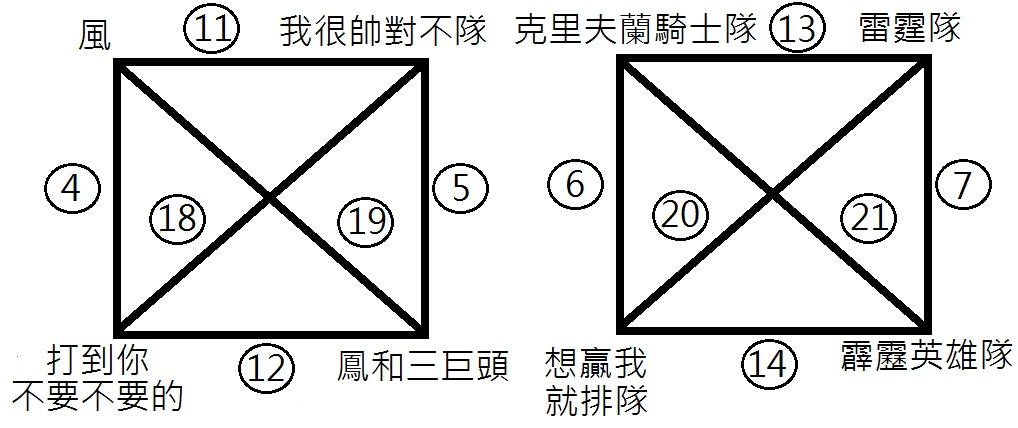 風 11 我很帥對不隊 克里夫蘭騎士隊 13 雷霆隊
4 5 6 7
18 19 20 21
打到你
不要不要的
12
鳳和三巨頭
想贏我
就排隊
14
霹靂英雄隊